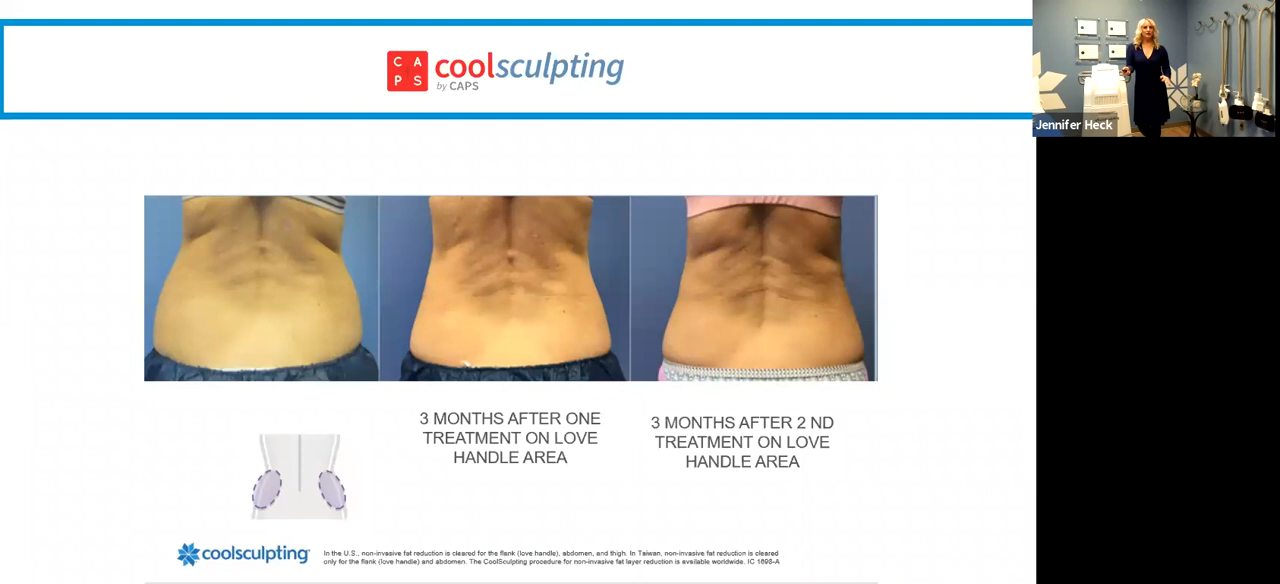 C A
P S
coolsculpting
by CAPS
Jennifer Heck
3 MONTHS AFTER ONE
TREATMENT ON LOVE
HANDLE AREA
3 MONTHS AFTER 2 ND
TREATMENT ON LOVE
HANDLE AREA
coolsculpting
In the U.S., non-invasive fat reduction is cleared for the flank (love handle), abdomen, and thigh. In Taiwan, non-invasive fat reduction is cleared
only for the flank (love handle) and abdomen. The CoolSculpting procedure for non-invasive fat layer reduction is available worldwide. IC 1698-A